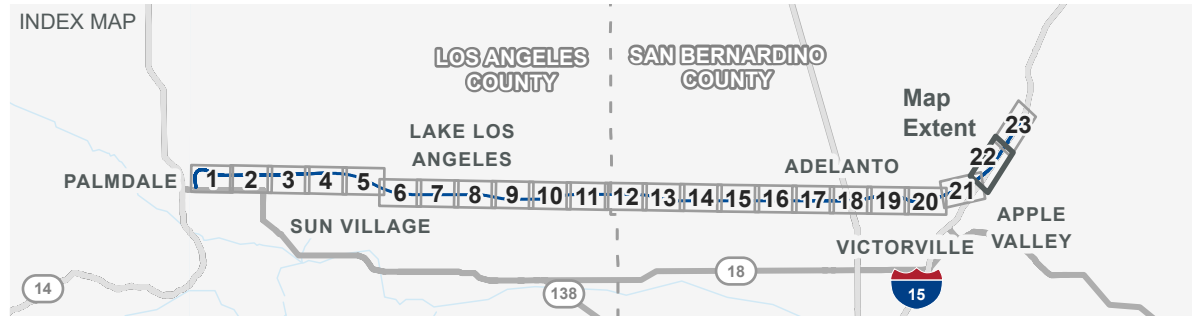 INDEX MAP
LOS ANGELES
COUNTY
SAN BERNARDINO
COUNTY
Map
Extent
LAKE LOS
ANGELES
ADELANTO
PALMDALE
1 2 3 4 5 6 7 8 9 10 11 12 13 14 15 16 17 18 19 20 21 22 23
SUN VILLAGE
VICTORVILLE
APPLE
VALLEY
14
138
18
15